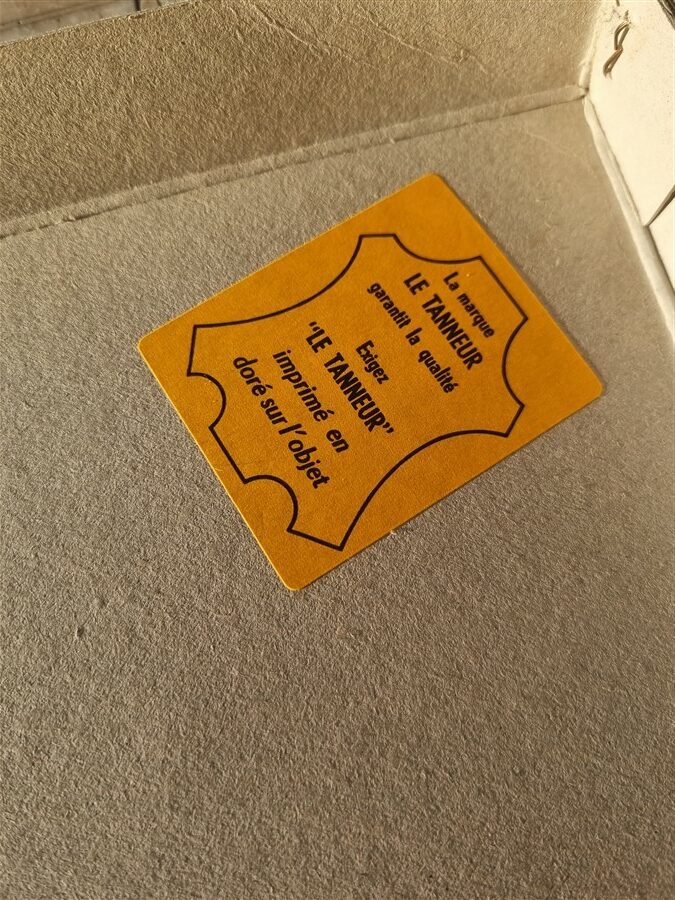 La marque
LE TANNEUR
garantit la qualité
Exigez
"LE TANNEUR"
imprimé en
doré sur l'objet